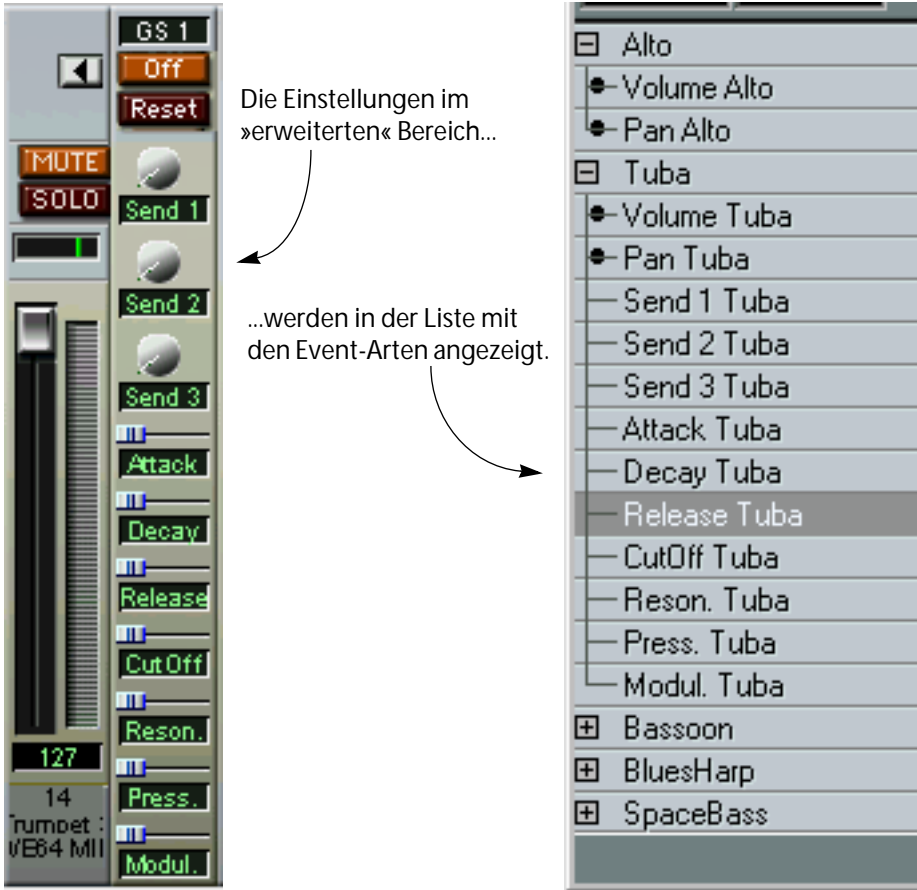 GS 1
Off
Reset
MUTE
SOLO
Send 1
Send 2
Send 3
Attack
Decay
Release
CutOff
Reson.
Press.
Modul.
127
14
Trumpet :
VE64 MII
Die Einstellungen im
»erweiterten« Bereich...
...werden in der Liste mit
den Event-Arten angezeigt.
Alto
Volume Alto
Pan Alto
Tuba
Volume Tuba
Pan Tuba
Send 1 Tuba
Send 2 Tuba
Send 3 Tuba
Attack Tuba
Decay Tuba
Release Tuba
CutOff Tuba
Reson. Tuba
Press. Tuba
Modul. Tuba
Bassoon
BluesHarp
SpaceBass